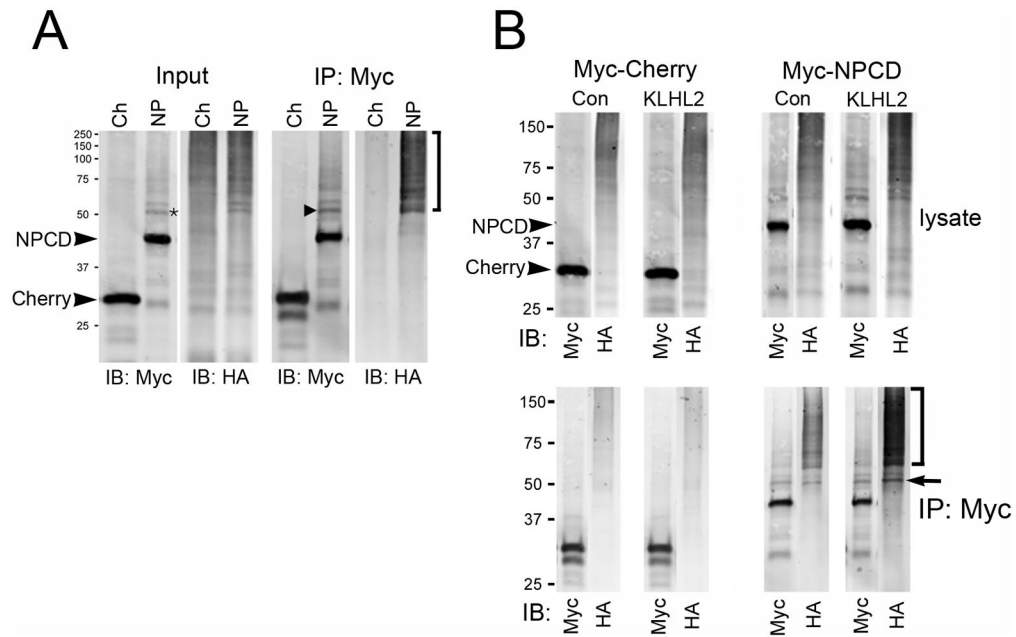 A
Input
IP: Myc
Ch NP Ch NP Ch NP Ch NP
250
150
100
75
50
*
NPCD
37
Cherry
25
IB: Myc IB: HA IB: Myc IB: HA
B
Myc-Cherry Myc-NPCD
Con KLHL2 Con KLHL2
150
75
50
NPCD
37
Cherry
25
lysate
IB: Myc HA Myc HA Myc HA Myc HA
150
75
50
37
25
IP: Myc
IB: Myc HA Myc HA Myc HA Myc HA